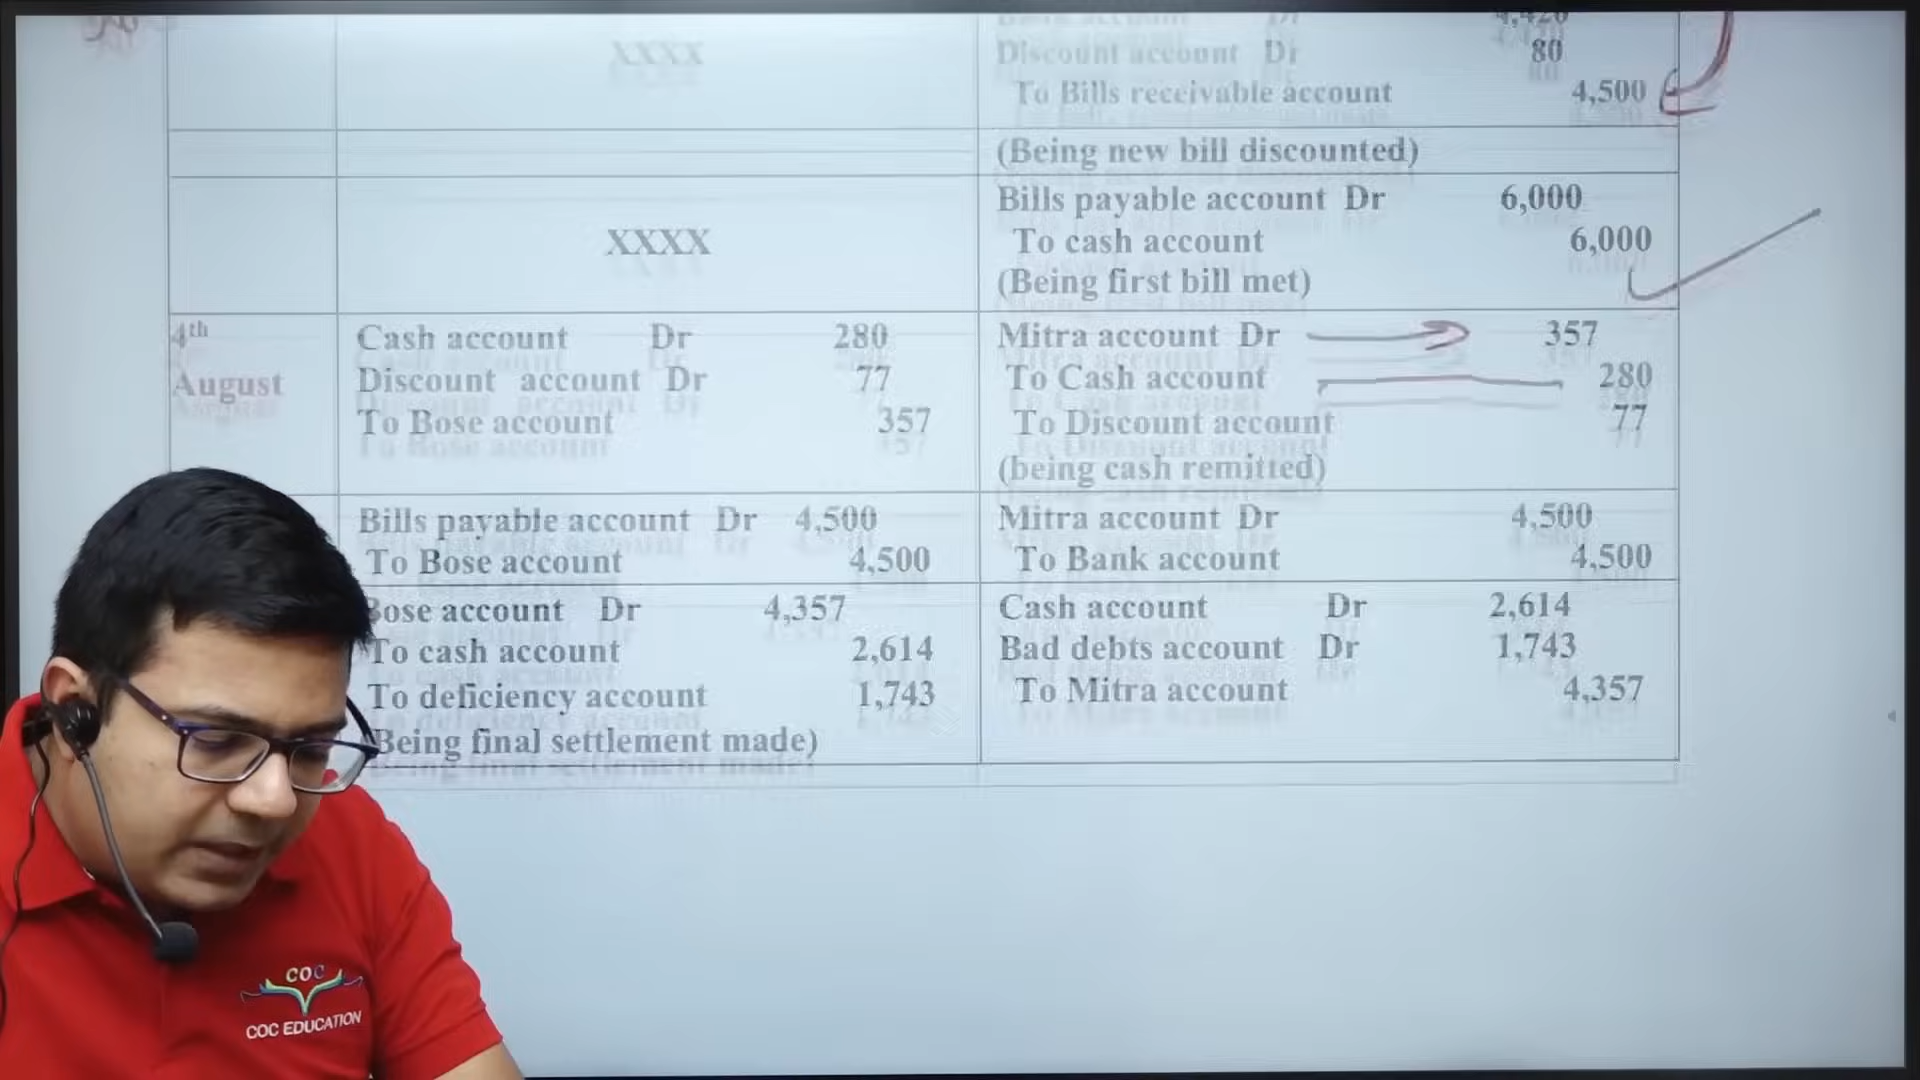 4,420
XXXX
Discount account Dr 80
To Bills receivable account 4,500
(Being new bill discounted)
XXXX
Bills payable account Dr 6,000
To cash account 6,000
(Being first bill met)
4th
August
Cash account Dr 280
Discount account Dr 77
To Bose account 357
Mitra account Dr 357
To Cash account 280
To Discount account 77
(being cash remitted)
Bills payable account Dr 4,500
To Bose account 4,500
Mitra account Dr 4,500
To Bank account 4,500
Bose account Dr 4,357
To cash account 2,614
To deficiency account 1,743
Being final settlement made)
Cash account Dr 2,614
Bad debts account Dr 1,743
To Mitra account 4,357
COC
COC EDUCATION